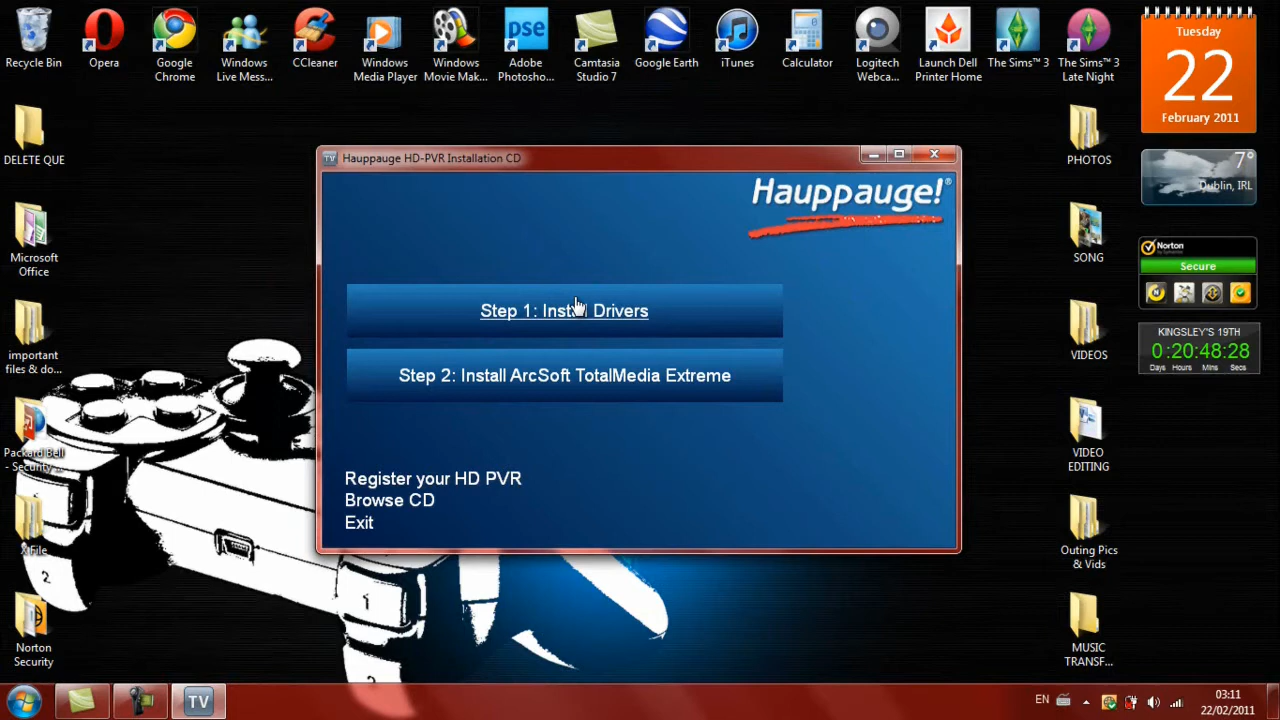 Recycle Bin
Opera
Google
Chrome
Windows
Live Mess...
CCleaner
Windows
Media Player
Windows
Movie Mak...
pse
Adobe
Photosho...
Camtasia
Studio 7
Google Earth
iTunes
Calculator
Logitech
Webca...
Launch Dell
Printer Home
The Sims™ 3
The Sims™ 3
Late Night
Tuesday
22
February 2011
DELETE QUE
Microsoft
Office
important
files & do...
Packard Bell
- Security ...
X File
Norton
Security
TV Hauppauge HD-PVR Installation CD
Hauppauge!®
Step 1: Install Drivers
Step 2: Install ArcSoft TotalMedia Extreme
Register your HD PVR
Browse CD
Exit
2
1
2
PHOTOS
SONG
VIDEOS
VIDEO
EDITING
Outing Pics
& Vids
MUSIC
TRANSF...
7°
Dublin, IRL
Norton
Secure
KINGSLEY'S 19TH
0:20:48:28
Days Hours Mins Secs
TV
EN
03:11
22/02/2011